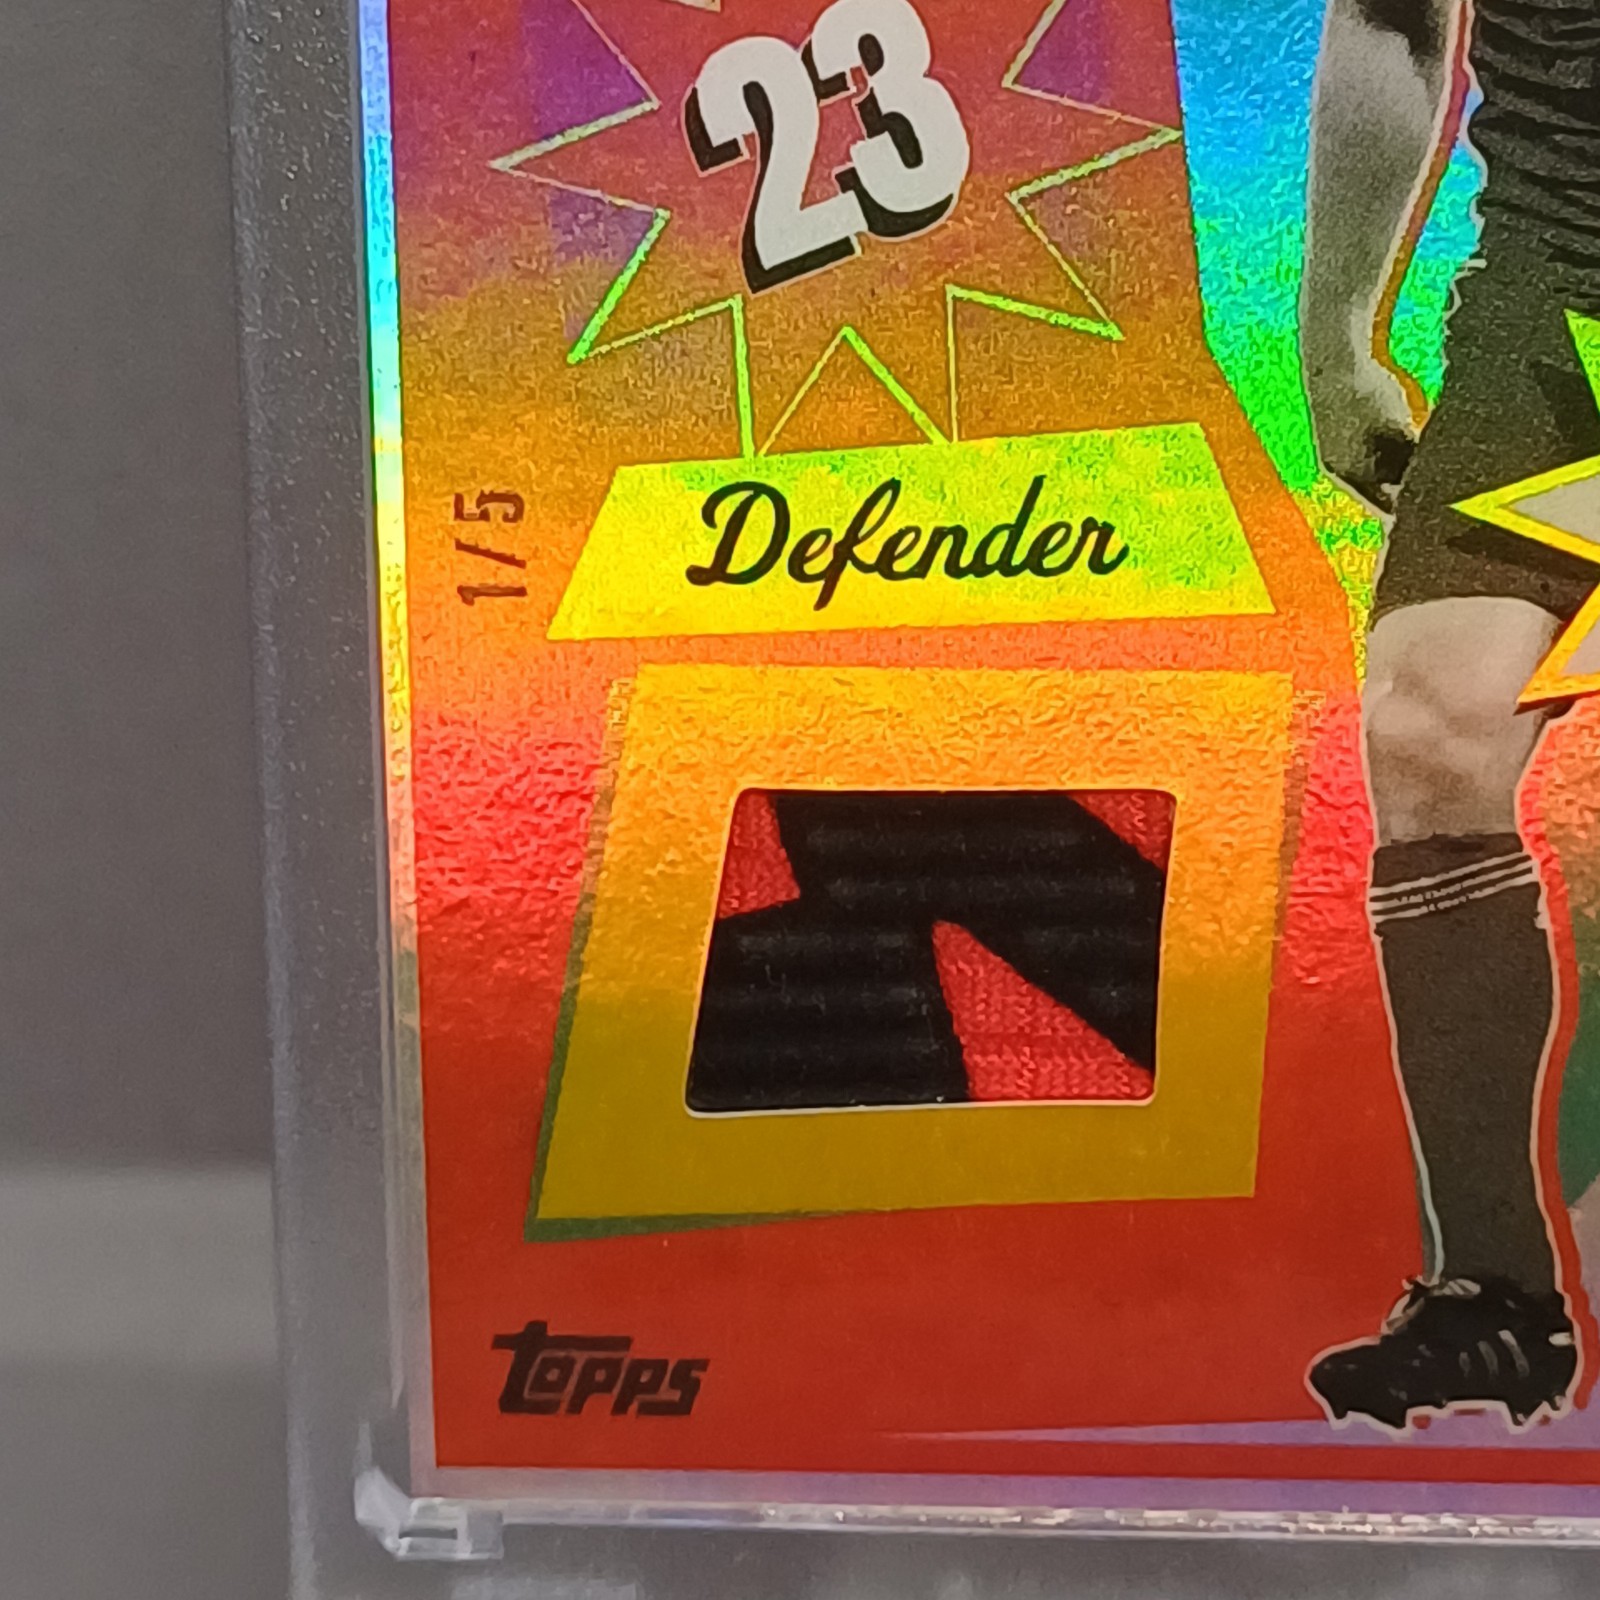 23
1/5
Defender
Topps